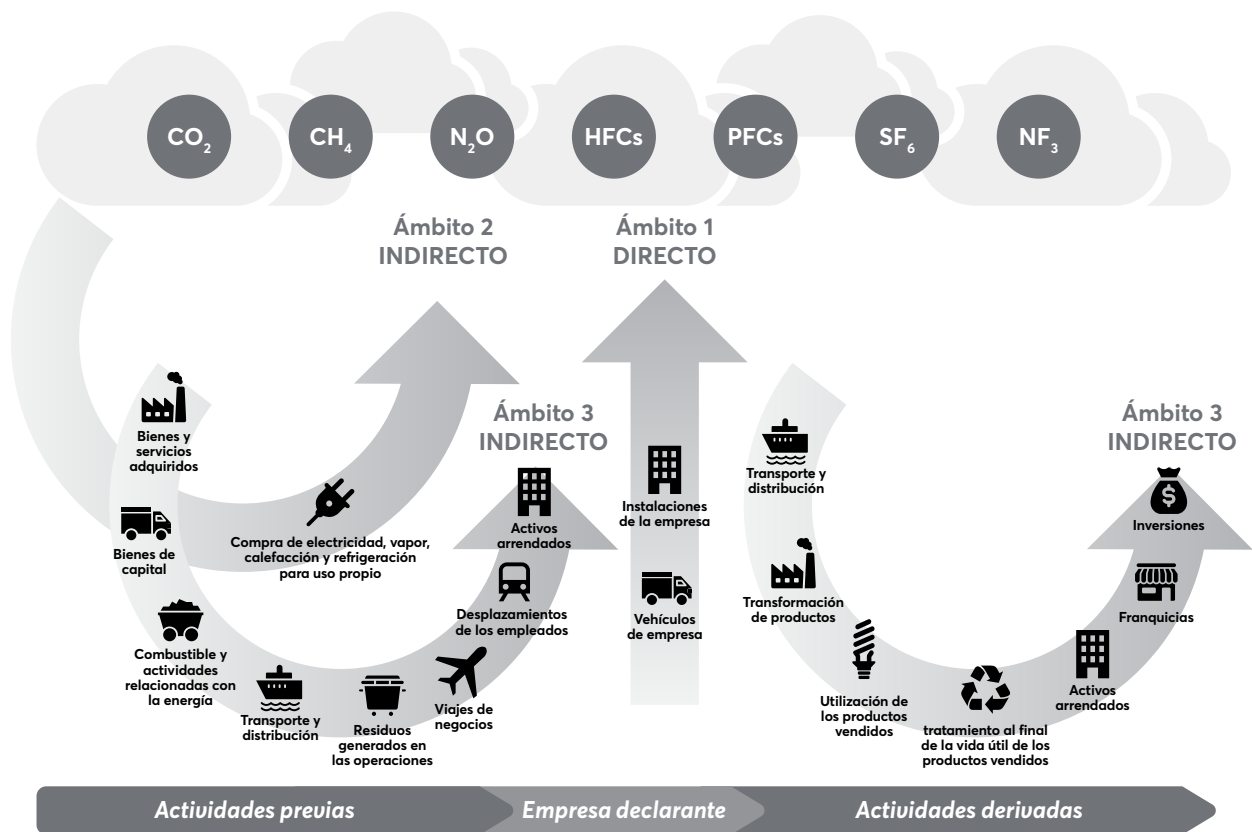 CO2
CH4
N2O
HFCs
PFCs
SF6
NF3
Ámbito 2
INDIRECTO
Ámbito 1
DIRECTO
Ámbito 3
INDIRECTO
Ámbito 3
INDIRECTO
Bienes y
servicios
adquiridos
Bienes de
capital
Combustible y
actividades
relacionadas con
la energía
Transporte y
distribución
Residuos
generados en
las operaciones
Viajes de
negocios
Desplazamientos
de los empleados
Activos
arrendados
Compra de electricidad, vapor,
calefacción y refrigeración
para uso propio
Instalaciones
de la empresa
Vehículos
de empresa
Transporte y
distribución
Transformación
de productos
Utilización de
los productos
vendidos
tratamiento al final
de la vida útil de los
productos vendidos
Activos
arrendados
Franquicias
$
Inversiones
Actividades previas
Empresa declarante
Actividades derivadas